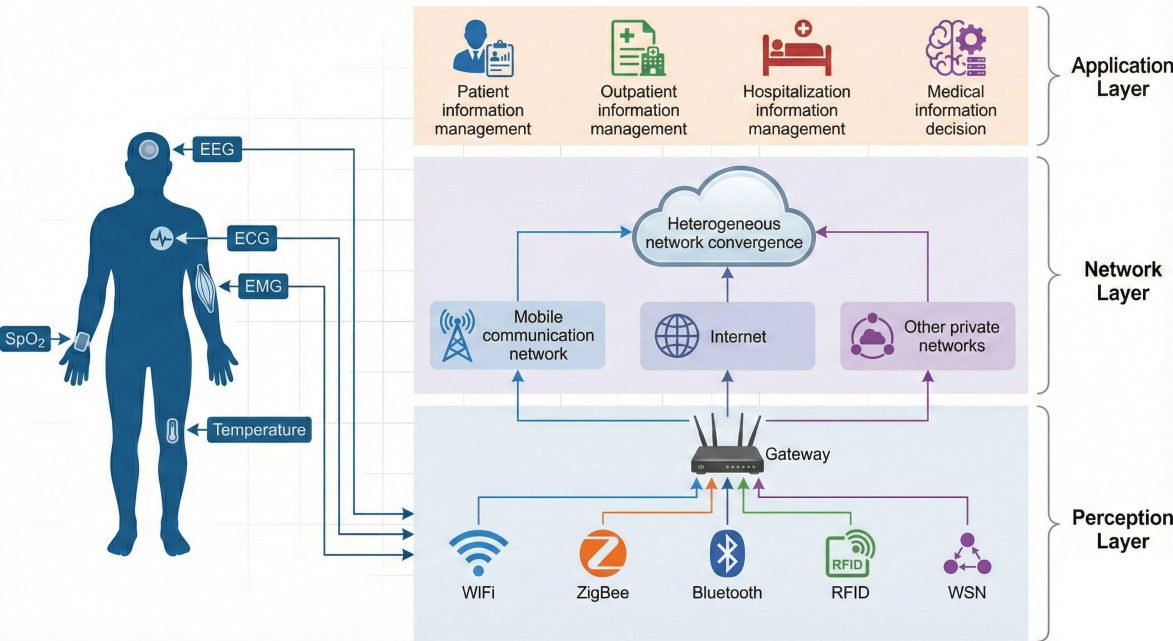 Patient
information
management
Outpatient
information
management
Hospitalization
information
management
Medical
information
decision
Application
Layer
EEG
ECG
EMG
SpO₂
Temperature
Heterogeneous
network convergence
Mobile
communication
network
Internet
Other private
networks
Network
Layer
Gateway
WIFi
ZigBee
Bluetooth
RFID
RFID
WSN
Perception
Layer